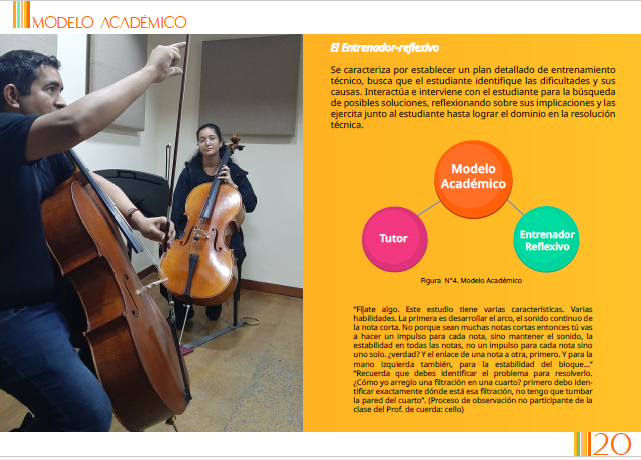 MODELO ACADÉMICO
El Entrenador-reflexivo
Se caracteriza por establecer un plan detallado de entrenamiento
técnico, busca que el estudiante identifique las dificultades y sus
causas. Interactúa e interviene con el estudiante para la búsqueda
de posibles soluciones, reflexionando sobre sus implicaciones y las
ejercita junto al estudiante hasta lograr el dominio en la resolución
técnica.
Modelo
Académico
Tutor
Entrenador
Reflexivo
Figura N°4. Modelo Académico
“Fíjate algo. Este estudio tiene varias características. Varias
habilidades. La primera es desarrollar el arco, el sonido continuo de
la nota corta. No porque sean muchas notas cortas entonces tú vas
a hacer un impulso para cada nota, sino mantener el sonido, la
estabilidad en todas las notas, no un impulso para cada nota sino
uno solo. ¿verdad? Y el enlace de una nota a otra, primero. Y para la
mano izquierda también, para la estabilidad del bloque...”
“Recuerda que debes identificar el problema para resolverlo.
¿Cómo yo arreglo una filtración en una cuarto? primero debo iden-
tificar exactamente dónde está esa filtración, no tengo que tumbar
la pared del cuarto”. (Proceso de observación no participante de la
clase del Prof. de cuerda: cello)
20